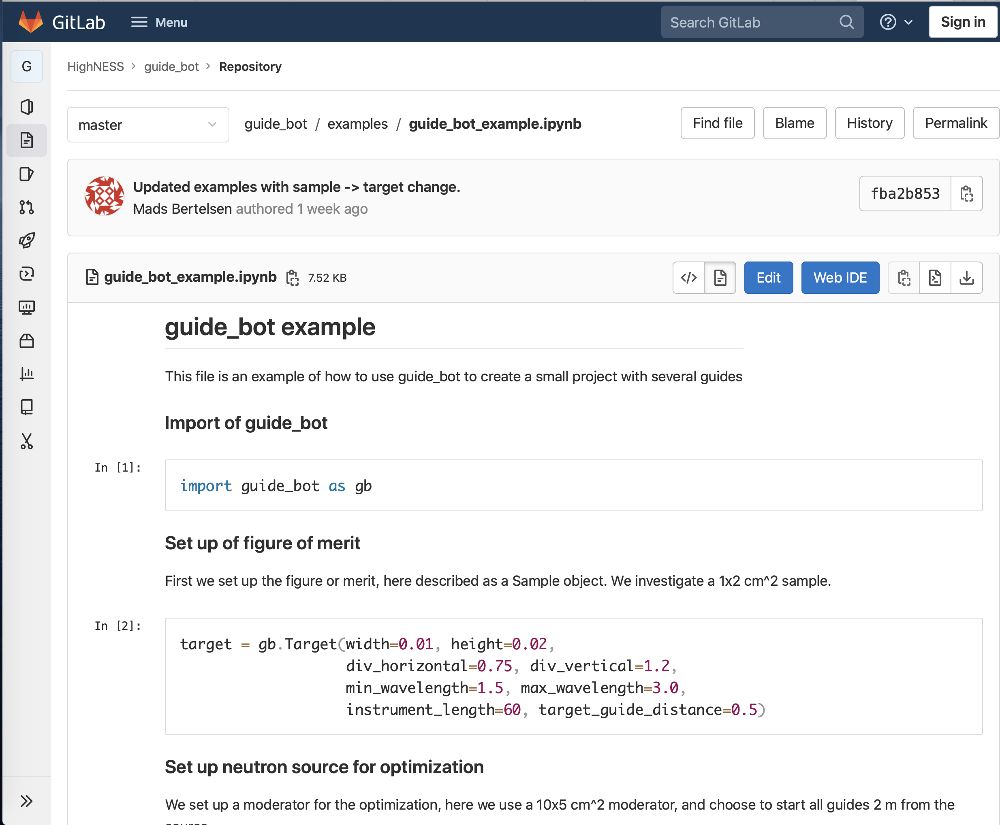 GitLab Menu Search GitLab Sign in
G
HighNESS > guide_bot > Repository
master guide_bot / examples / guide_bot_example.ipynb Find file Blame History Permalink
Updated examples with sample -> target change.
Mads Bertelsen authored 1 week ago
fba2b853
guide_bot_example.ipynb 7.52 KB </> Edit Web IDE
guide_bot example
This file is an example of how to use guide_bot to create a small project with several guides
Import of guide_bot
In [1]:
import guide_bot as gb
Set up of figure of merit
First we set up the figure or merit, here described as a Sample object. We investigate a 1x2 cm^2 sample.
In [2]:
target = gb.Target(width=0.01, height=0.02,
div_horizontal=0.75, div_vertical=1.2,
min_wavelength=1.5, max_wavelength=3.0,
instrument_length=60, target_guide_distance=0.5)
Set up neutron source for optimization
We set up a moderator for the optimization, here we use a 10x5 cm^2 moderator, and choose to start all guides 2 m from the